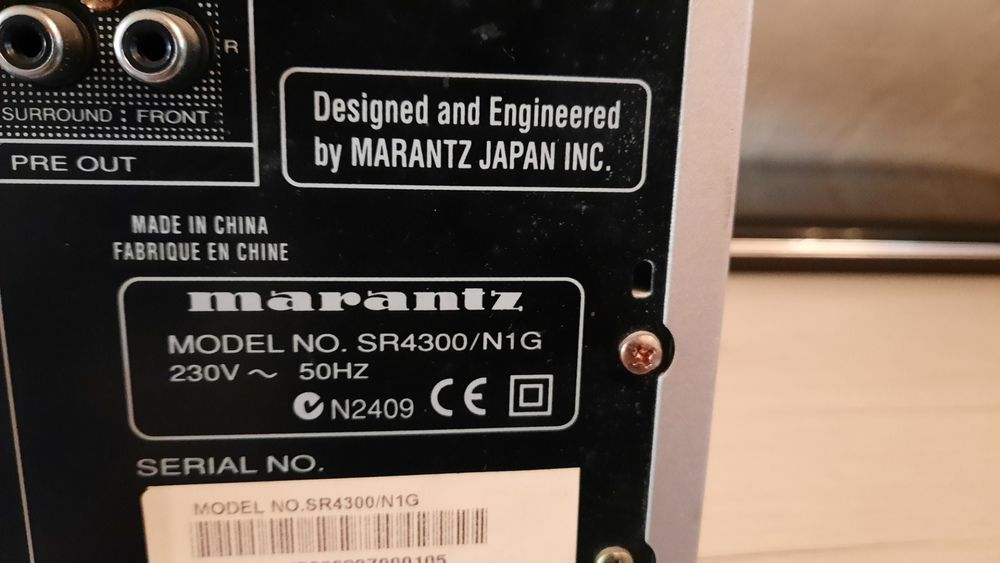 R
SURROUND FRONT
PRE OUT
Designed and Engineered
by MARANTZ JAPAN INC.
MADE IN CHINA
FABRIQUE EN CHINE
marantz
MODEL NO. SR4300/N1G
230V ~ 50HZ
N2409 CE
SERIAL NO.
MODEL NO.SR4300/N1G